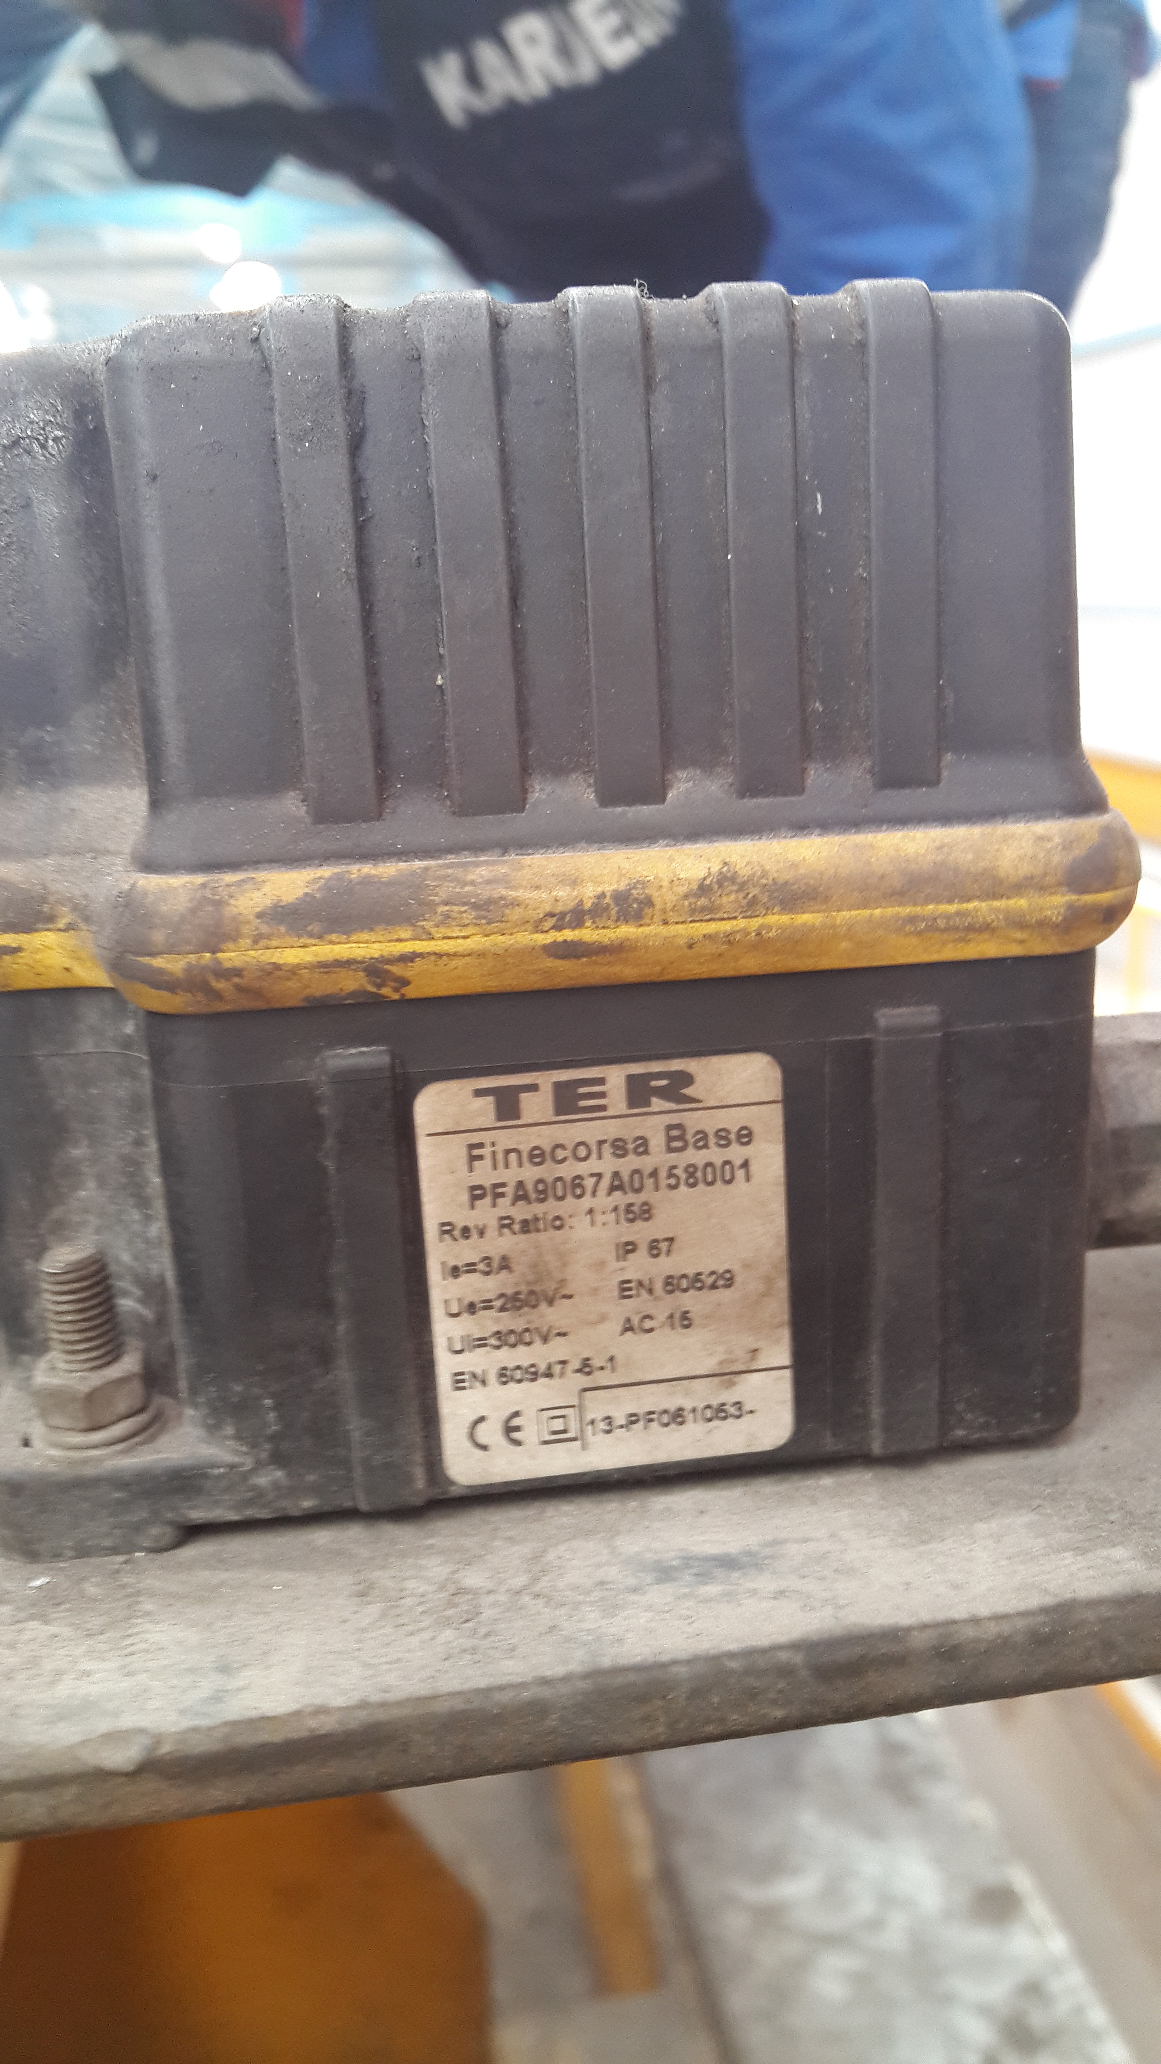 TER
Finecorsa Base
PFA9067A0158001
Rev Ratio: 1:158
Ie=3A IP 67
Ue=250V~ EN 60529
Ui=300V~ AC 15
EN 60947-5-1
CE 13-PF061053-